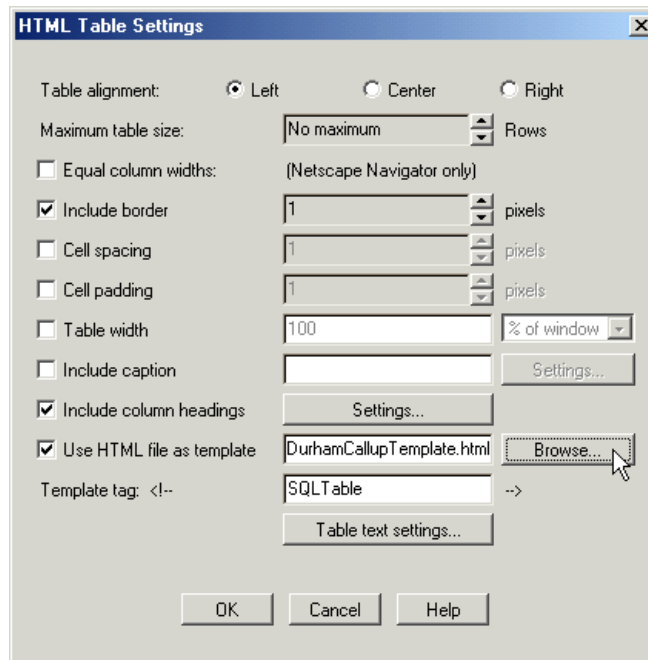 HTML Table Settings
Table alignment: Left Center Right
Maximum table size: No maximum Rows
Equal column widths: (Netscape Navigator only)
Include border 1 pixels
Cell spacing 1 pixels
Cell padding 1 pixels
Table width 100 % of window
Include caption Settings...
Include column headings Settings...
Use HTML file as template DurhamCallupTemplate.html Browse...
Template tag: <!-- SQLTable -->
Table text settings...
OK Cancel Help